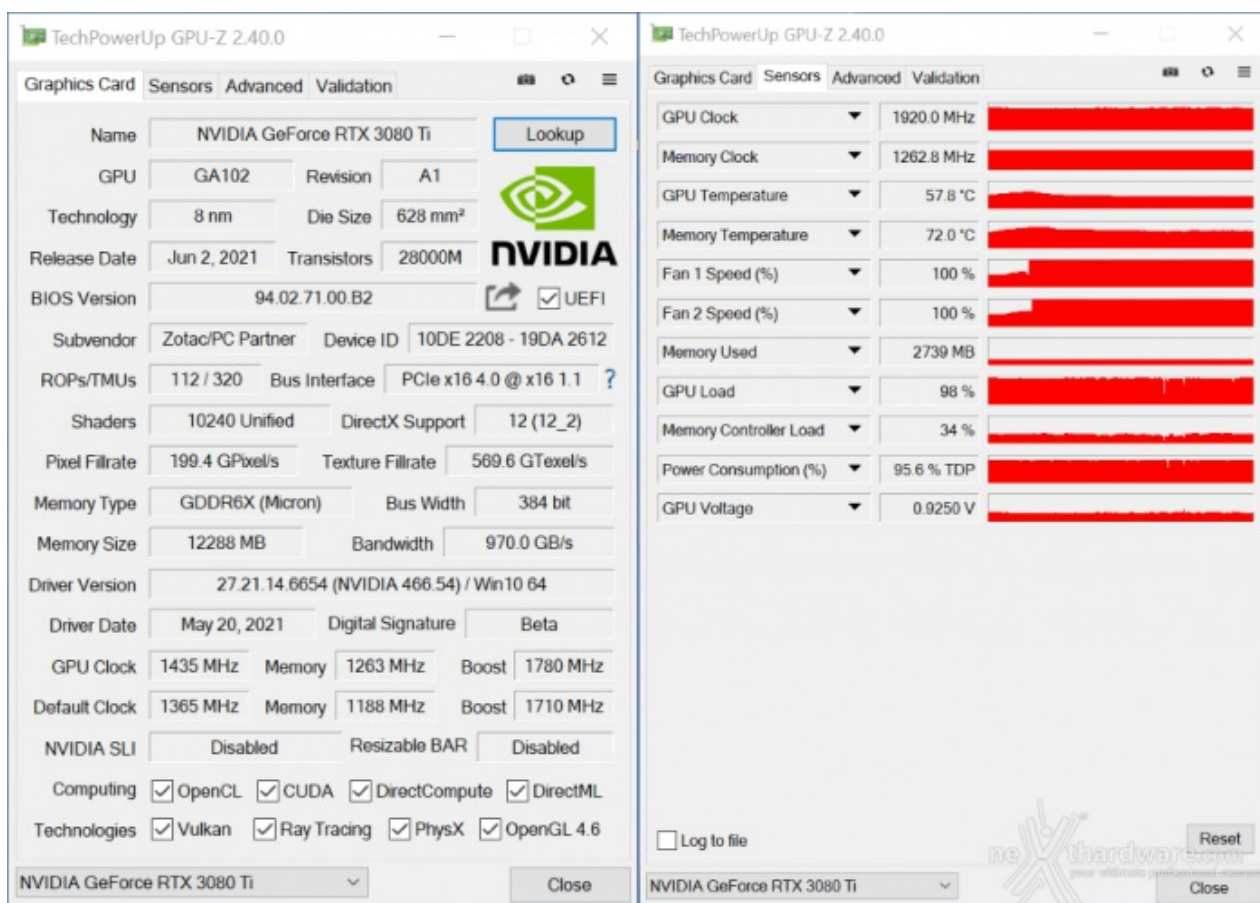 TechPowerUp GPU-Z 2.40.0
Graphics Card Sensors Advanced Validation
Name NVIDIA GeForce RTX 3080 Ti Lookup
GPU GA102 Revision A1
Technology 8 nm Die Size 628 mm²
Release Date Jun 2, 2021 Transistors 28000M
NVIDIA
BIOS Version 94.02.71.00.B2 UEFI
Subvendor Zotac/PC Partner Device ID 10DE 2208 - 19DA 2612
ROPs/TMUs 112 / 320 Bus Interface PCIe x16 4.0 @ x16 1.1 ?
Shaders 10240 Unified DirectX Support 12 (12_2)
Pixel Fillrate 199.4 GPixel/s Texture Fillrate 569.6 GTexel/s
Memory Type GDDR6X (Micron) Bus Width 384 bit
Memory Size 12288 MB Bandwidth 970.0 GB/s
Driver Version 27.21.14.6654 (NVIDIA 466.54) / Win10 64
Driver Date May 20, 2021 Digital Signature Beta
GPU Clock 1435 MHz Memory 1263 MHz Boost 1780 MHz
Default Clock 1365 MHz Memory 1188 MHz Boost 1710 MHz
NVIDIA SLI Disabled Resizable BAR Disabled
Computing OpenCL CUDA DirectCompute DirectML
Technologies Vulkan Ray Tracing PhysX OpenGL 4.6
NVIDIA GeForce RTX 3080 Ti Close
TechPowerUp GPU-Z 2.40.0
Graphics Card Sensors Advanced Validation
GPU Clock 1920.0 MHz
Memory Clock 1262.8 MHz
GPU Temperature 57.8 °C
Memory Temperature 72.0 °C
Fan 1 Speed (%) 100 %
Fan 2 Speed (%) 100 %
Memory Used 2739 MB
GPU Load 98 %
Memory Controller Load 34 %
Power Consumption (%) 95.6 % TDP
GPU Voltage 0.9250 V
Log to file Reset
nexthardware.com
your ultimate professional resource
NVIDIA GeForce RTX 3080 Ti Close